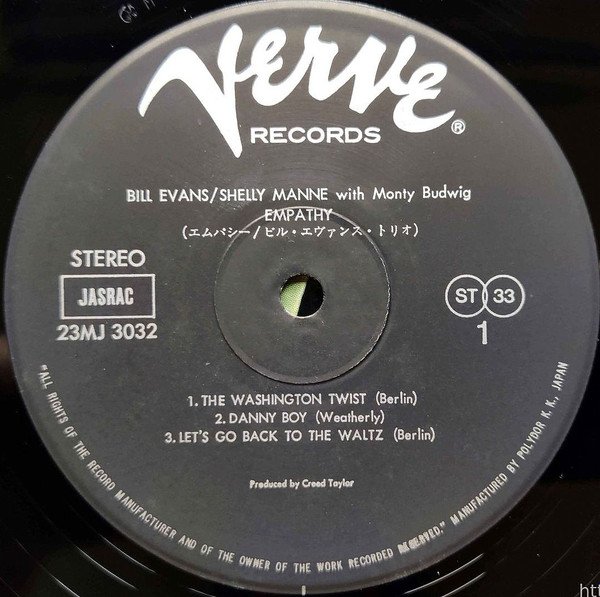 Verve
RECORDS ®
BILL EVANS/SHELLY MANNE with Monty Budwig
EMPATHY
(エムパシー/ビル・エヴァンス・トリオ)
STEREO
JASRAC
23MJ 3032
ST 33
1
1. THE WASHINGTON TWIST (Berlin)
2. DANNY BOY (Weatherly)
3. LET'S GO BACK TO THE WALTZ (Berlin)
Produced by Creed Taylor
"ALL RIGHTS OF THE RECORD MANUFACTURER AND OF THE OWNER OF THE WORK RECORDED RESERVED." MANUFACTURED BY POLYDOR K. K., JAPAN